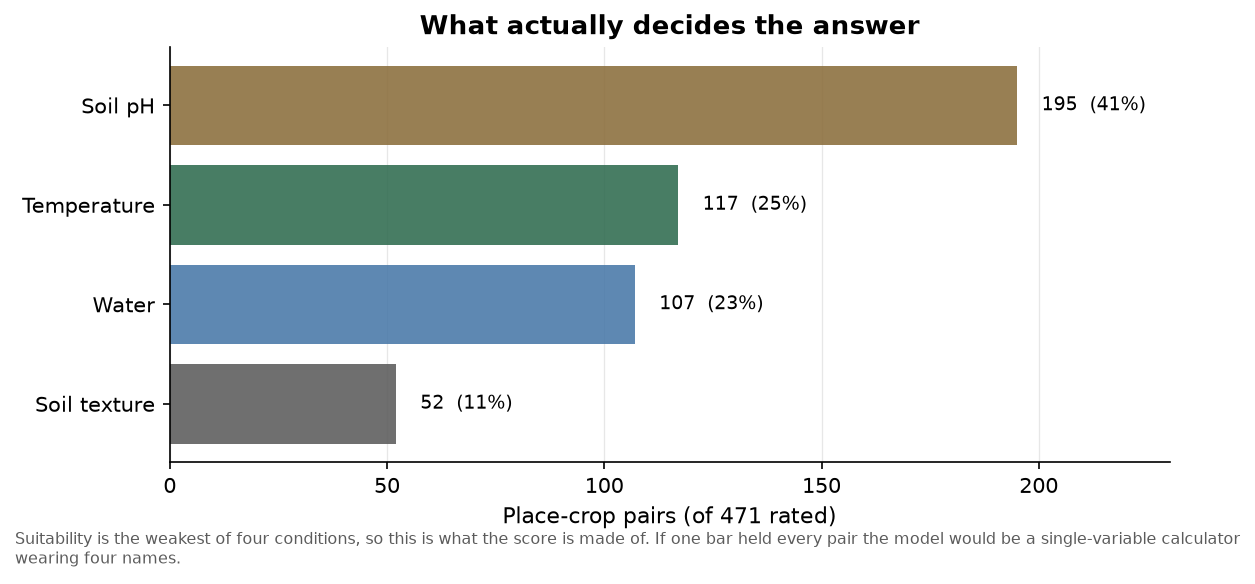 What actually decides the answer
Soil pH
195 (41%)
Temperature
117 (25%)
Water
107 (23%)
Soil texture
52 (11%)
0 50 100 150 200
Place-crop pairs (of 471 rated)
Suitability is the weakest of four conditions, so this is what the score is made of. If one bar held every pair the model would be a single-variable calculator
wearing four names.